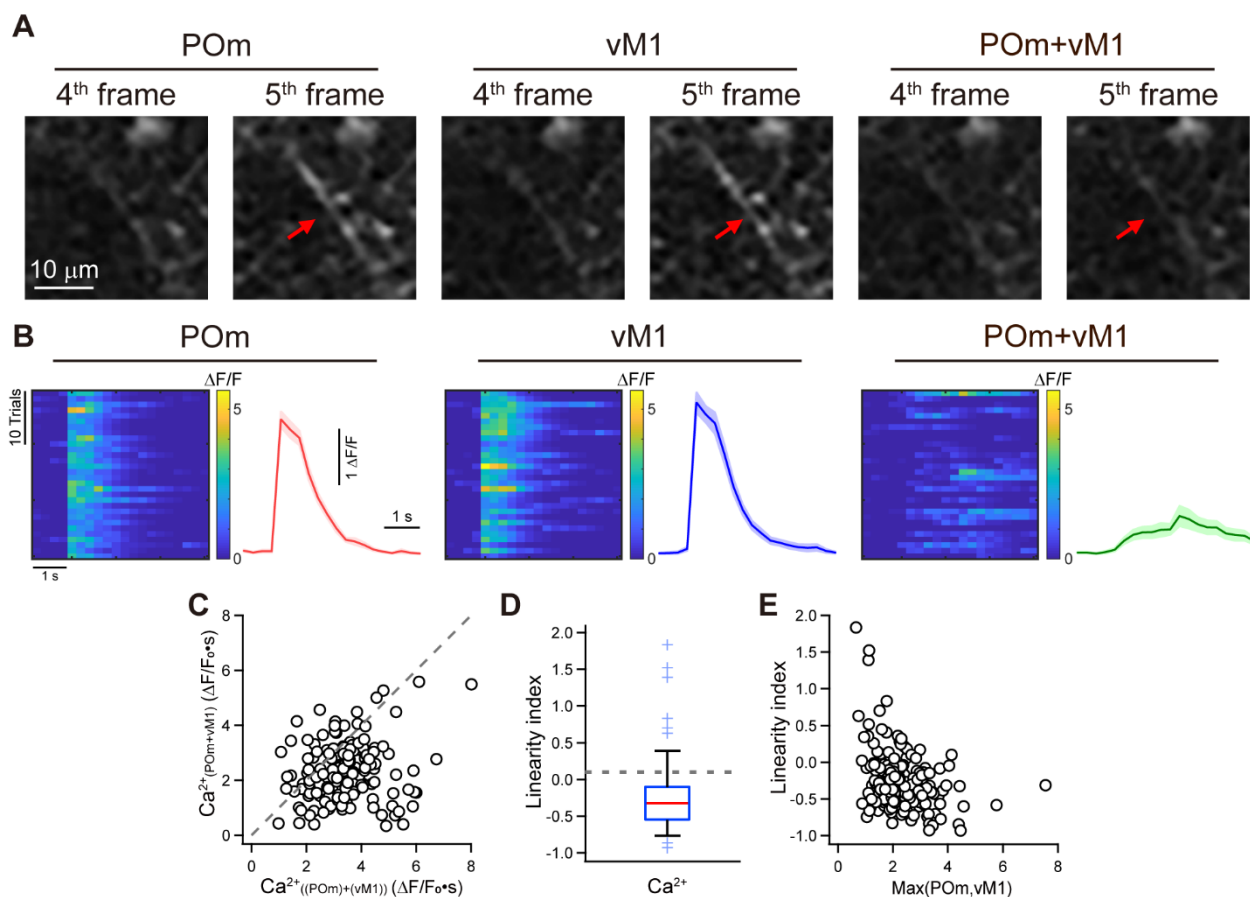 A
POm
vM1
POm+vM1
4th frame
5th frame
4th frame
5th frame
4th frame
5th frame
10 μm
B
POm
vM1
POm+vM1
10 Trials
ΔF/F
5
0
1 s
1 ΔF/F
1 s
ΔF/F
5
0
ΔF/F
5
0
C
8
6
4
2
0
Ca2+(POm+vM1) (ΔF/F₀•s)
0 2 4 6 8
Ca2+((POm)+(vM1)) (ΔF/F₀•s)
D
2.0
1.5
1.0
0.5
0.0
-0.5
-1.0
Linearity index
Ca2+
E
2.0
1.5
1.0
0.5
0.0
-0.5
-1.0
Linearity index
0 2 4 6 8
Max(POm,vM1)